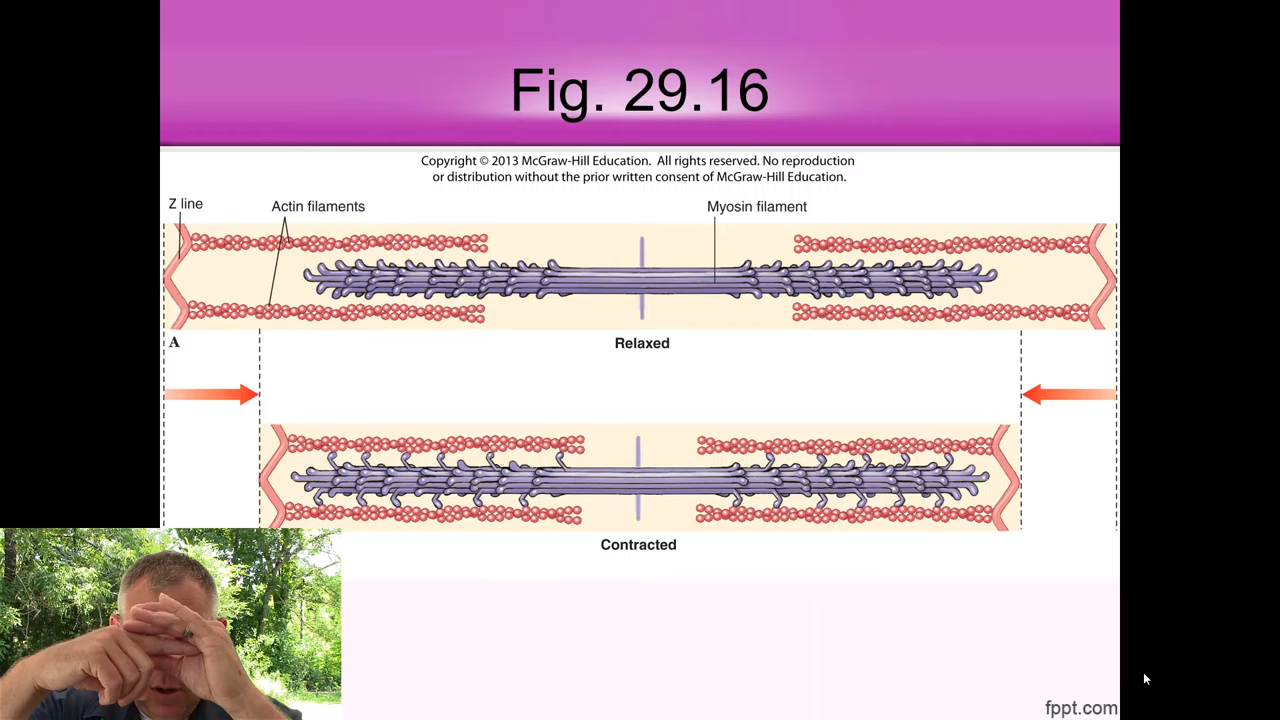 Fig. 29.16
Copyright © 2013 McGraw-Hill Education. All rights reserved. No reproduction
or distribution without the prior written consent of McGraw-Hill Education.
Z line
Actin filaments
Myosin filament
A
Relaxed
Contracted
fppt.com